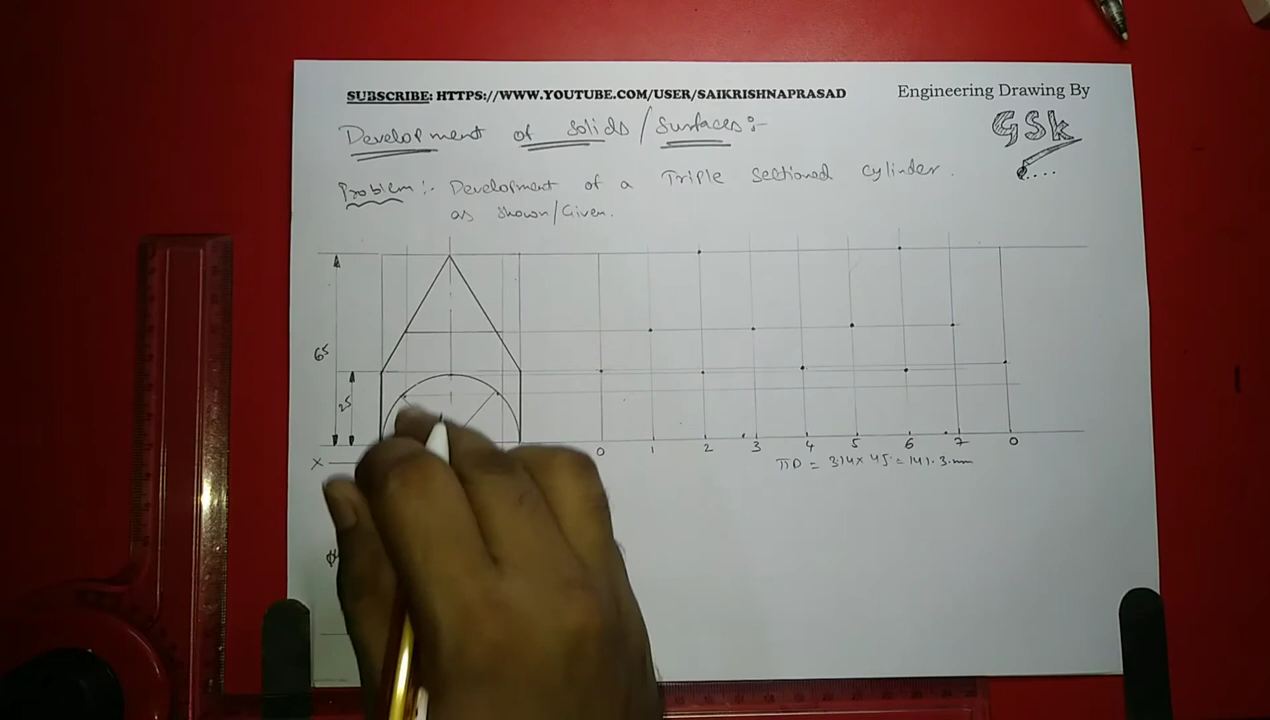 SUBSCRIBE: HTTPS://WWW.YOUTUBE.COM/USER/SAIKRISHNAPRASAD
Engineering Drawing By
GSk
Development of Solids/Surfaces:-
Problem:- Development of a Triple Sectioned cylinder.
as Shown/Given.
65
25
X
0 1 2 3 4 5 6 7 0
πD = 3.14 x 45 = 141.3 mm